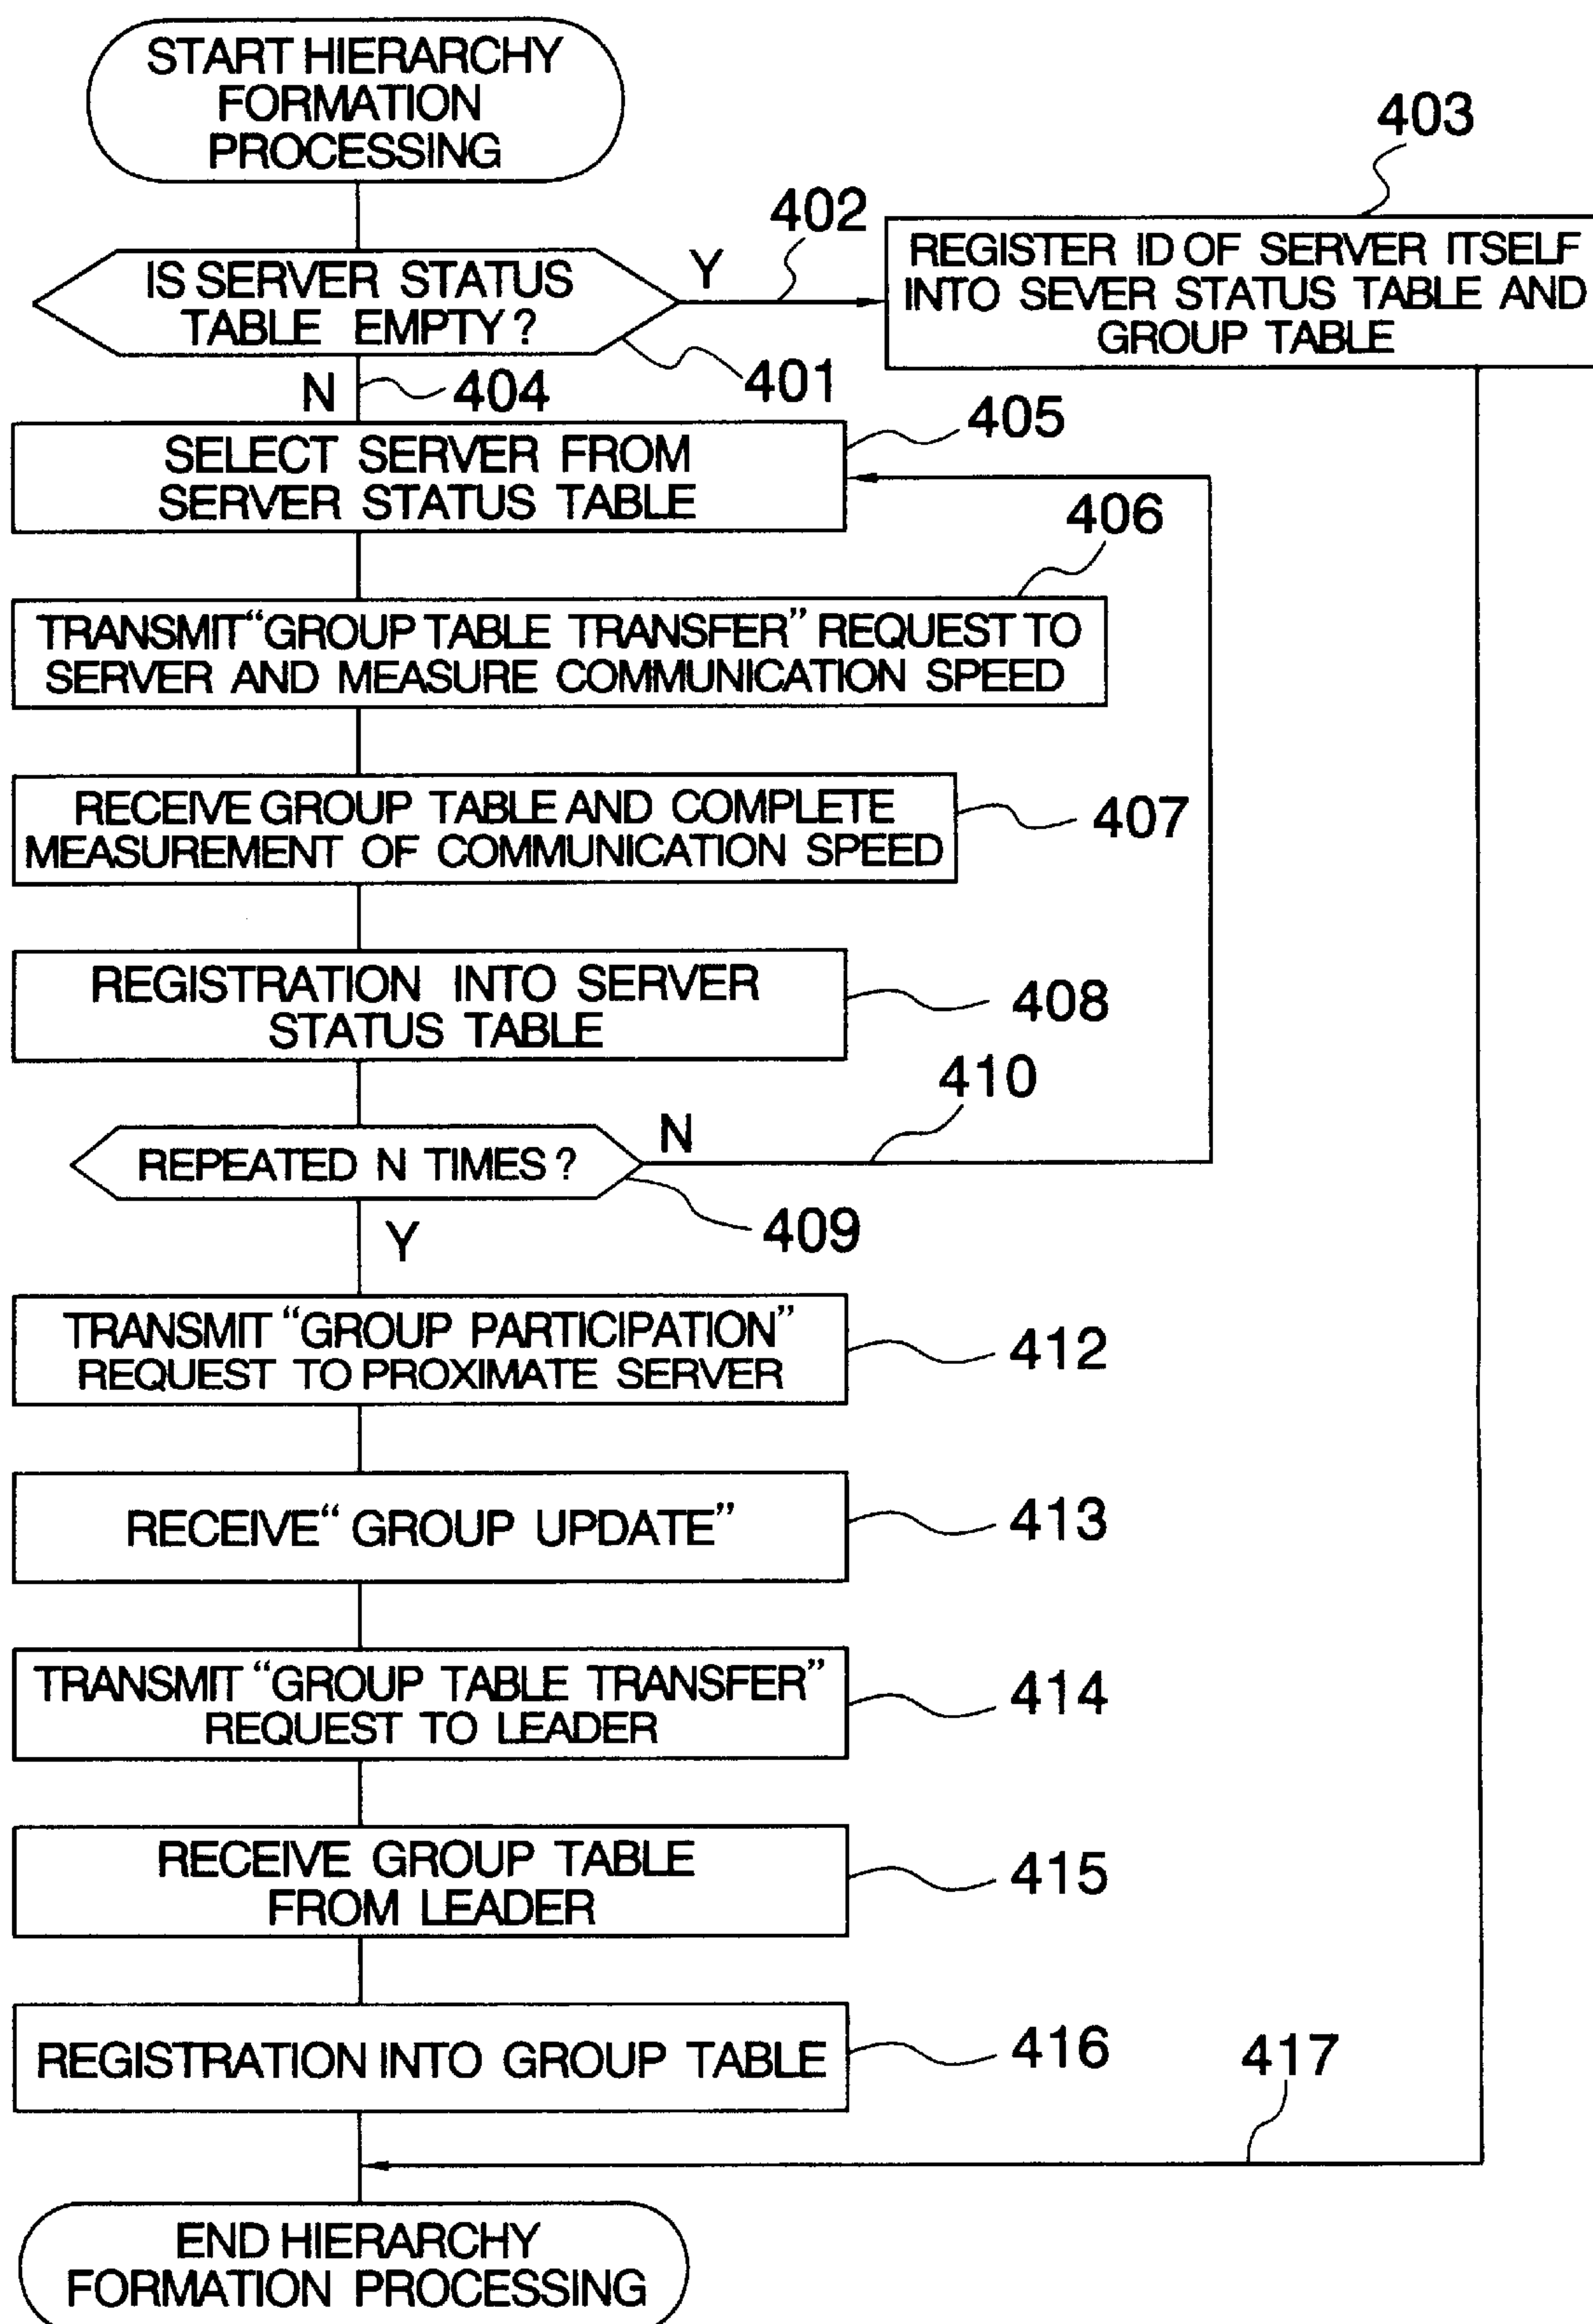 START HIERARCHY
FORMATION
PROCESSING
403
402
Y
REGISTER ID OF SERVER ITSELF
INTO SEVER STATUS TABLE AND
GROUP TABLE
IS SERVER STATUS
TABLE EMPTY?
401
N
404
405
SELECT SERVER FROM
SERVER STATUS TABLE
406
TRANSMIT "GROUP TABLE TRANSFER" REQUEST TO
SERVER AND MEASURE COMMUNICATION SPEED
RECEIVE GROUP TABLE AND COMPLETE
MEASUREMENT OF COMMUNICATION SPEED
407
REGISTRATION INTO SERVER
STATUS TABLE
408
410
N
REPEATED N TIMES?
409
Y
TRANSMIT "GROUP PARTICIPATION"
REQUEST TO PROXIMATE SERVER
412
RECEIVE "GROUP UPDATE"
413
TRANSMIT "GROUP TABLE TRANSFER"
REQUEST TO LEADER
414
RECEIVE GROUP TABLE
FROM LEADER
415
REGISTRATION INTO GROUP TABLE
416
417
END HIERARCHY
FORMATION PROCESSING